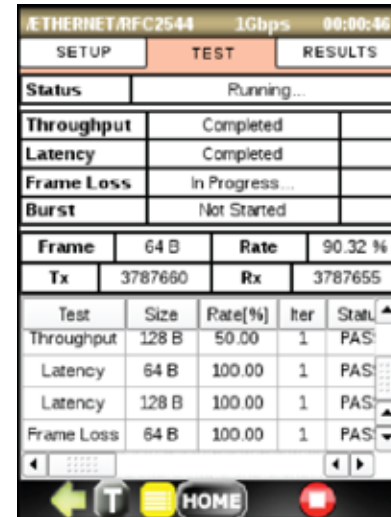 /ETHERNET/RFC2544 1Gbps 00:00:46
SETUP TEST RESULTS
Status Running...
Throughput Completed
Latency Completed
Frame Loss In Progress...
Burst Not Started
Frame 64 B Rate 90.32 %
Tx 3787660 Rx 3787655
Test Size Rate[%] Iter Statu
Throughput 128 B 50.00 1 PAS
Latency 64 B 100.00 1 PAS
Latency 128 B 100.00 1 PAS
Frame Loss 64 B 100.00 1 PAS
T HOME